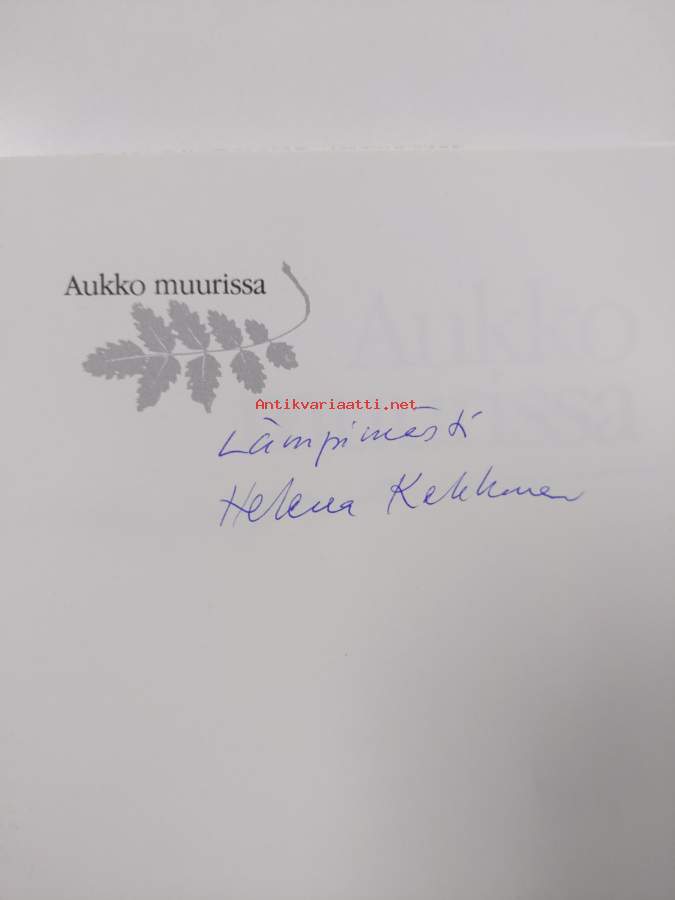 Aukko muurissa
Antikvariaatti.net
Lämpimästi
Helena Kekkonen